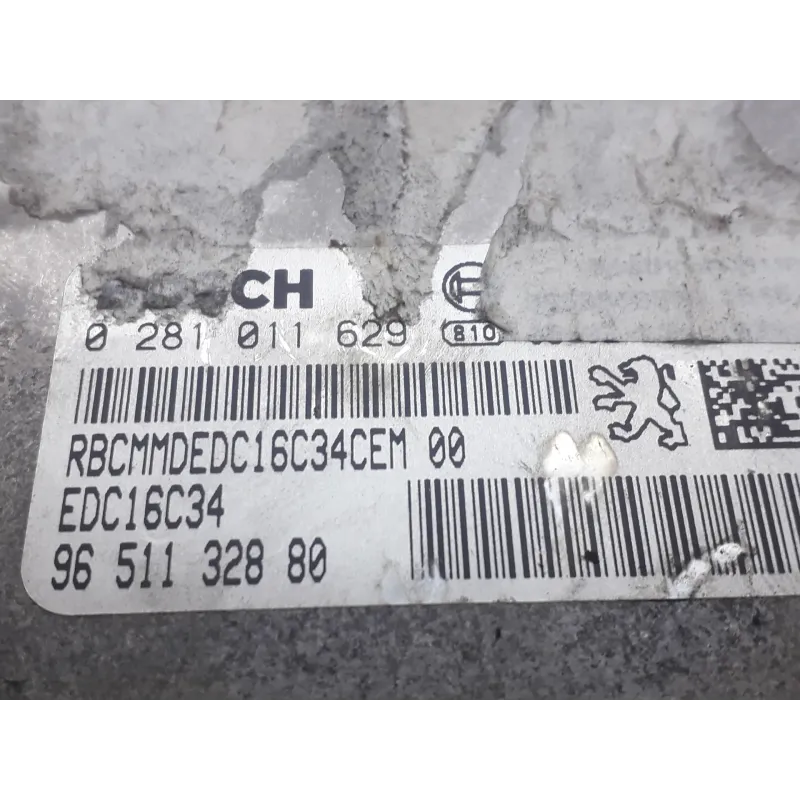 CH
0 281 011 629 810
RBCMMDEDC16C34CEM 00
EDC16C34
96 511 328 80